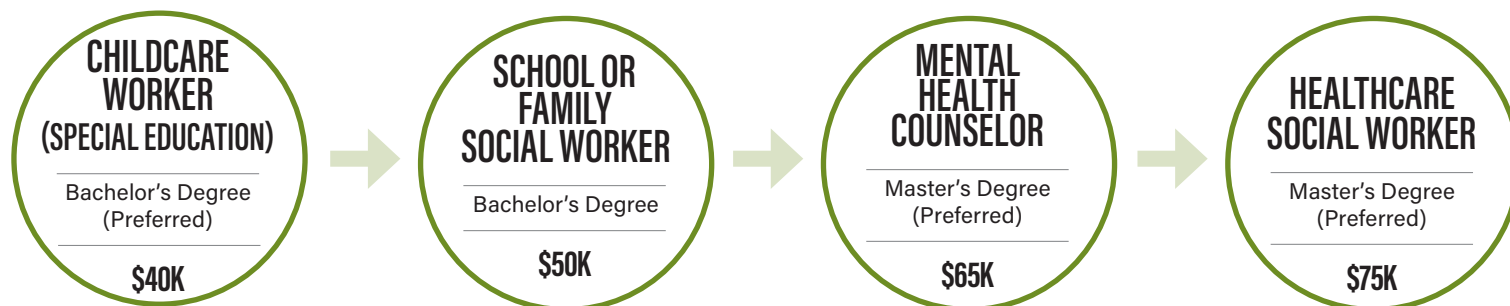 CHILDCARE
WORKER
(SPECIAL EDUCATION)
Bachelor’s Degree
(Preferred)
$40K
SCHOOL OR
FAMILY
SOCIAL WORKER
Bachelor’s Degree
$50K
MENTAL
HEALTH
COUNSELOR
Master’s Degree
(Preferred)
$65K
HEALTHCARE
SOCIAL WORKER
Master’s Degree
(Preferred)
$75K